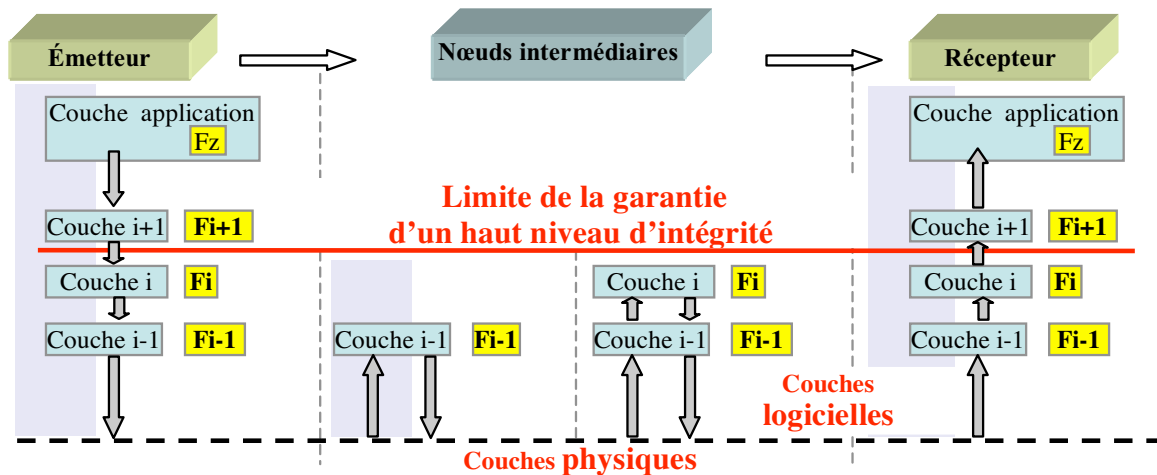 Émetteur
Nœuds intermédiaires
Récepteur
Couche application
Fz
Couche application
Fz
Limite de la garantie
d’un haut niveau d’intégrité
Couche i+1
Fi+1
Couche i+1
Fi+1
Couche i
Fi
Couche i
Fi
Couche i
Fi
Couche i-1
Fi-1
Couche i-1
Fi-1
Couche i-1
Fi-1
Couche i-1
Fi-1
Couches
logicielles
Couches physiques